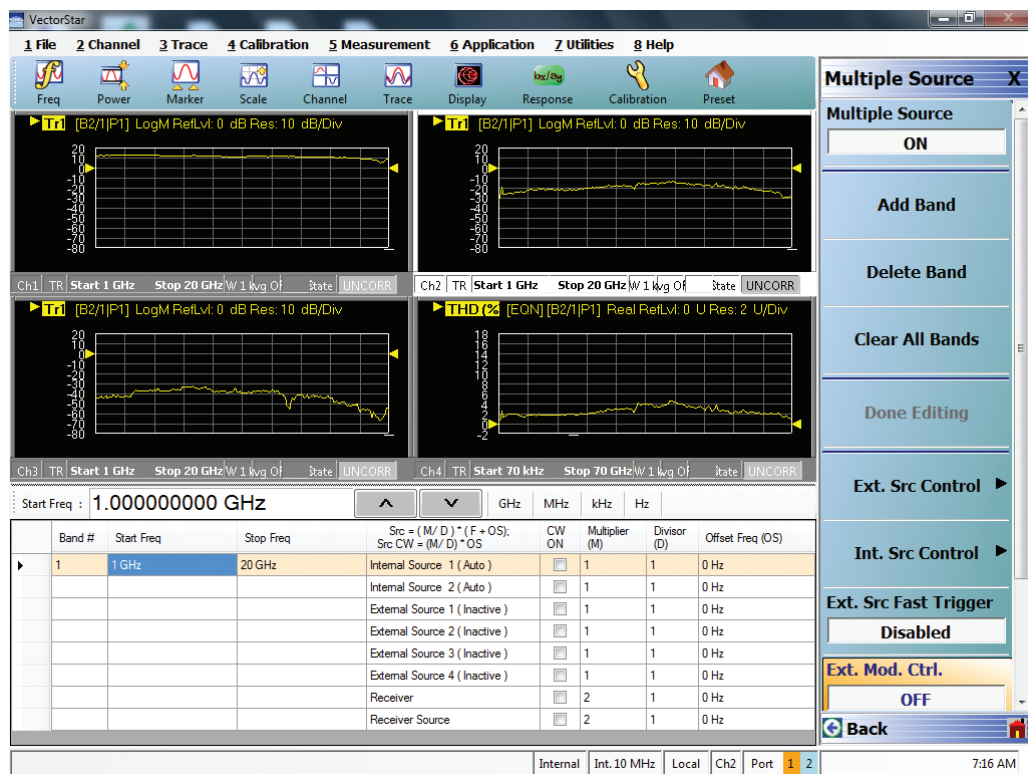 VectorStar
1 File 2 Channel 3 Trace 4 Calibration 5 Measurement 6 Application 7 Utilities 8 Help
Freq Power Marker Scale Channel Trace Display Response Calibration Preset
Tr1 [B2/1|P1] LogM RefLvl: 0 dB Res: 10 dB/Div
20
10
0
-10
-20
-30
-40
-50
-60
-70
-80
Ch1 TR Start 1 GHz Stop 20 GHz UNCORR
Tr1 [B2/1|P1] LogM RefLvl: 0 dB Res: 10 dB/Div
20
10
0
-10
-20
-30
-40
-50
-60
-70
-80
Ch2 TR Start 1 GHz Stop 20 GHz UNCORR
Tr1 [B2/1|P1] LogM RefLvl: 0 dB Res: 10 dB/Div
20
10
0
-10
-20
-30
-40
-50
-60
-70
-80
Ch3 TR Start 1 GHz Stop 20 GHz UNCORR
THD (% [EQN] [B2/1|P1] Real RefLvl: 0 U Res: 2 U/Div
18
16
14
12
10
8
6
4
2
0
-2
Ch4 TR Start 70 kHz Stop 70 GHz UNCORR
Start Freq : 1.000000000 GHz GHz MHz kHz Hz
Band # Start Freq Stop Freq Src = ( M/ D ) * ( F + OS); Src CW = (M/ D) * OS CW ON Multiplier (M) Divisor (D) Offset Freq (OS)
1 1 GHz 20 GHz Internal Source 1 ( Auto ) 1 1 0 Hz
Internal Source 2 ( Auto ) 1 1 0 Hz
External Source 1 ( Inactive ) 1 1 0 Hz
External Source 2 ( Inactive ) 1 1 0 Hz
External Source 3 ( Inactive ) 1 1 0 Hz
External Source 4 ( Inactive ) 1 1 0 Hz
Receiver 2 1 0 Hz
Receiver Source 2 1 0 Hz
Multiple Source X
Multiple Source
ON
Add Band
Delete Band
Clear All Bands
Done Editing
Ext. Src Control
Int. Src Control
Ext. Src Fast Trigger
Disabled
Ext. Mod. Ctrl.
OFF
Back
Internal Int. 10 MHz Local Ch2 Port 1 2 7:16 AM